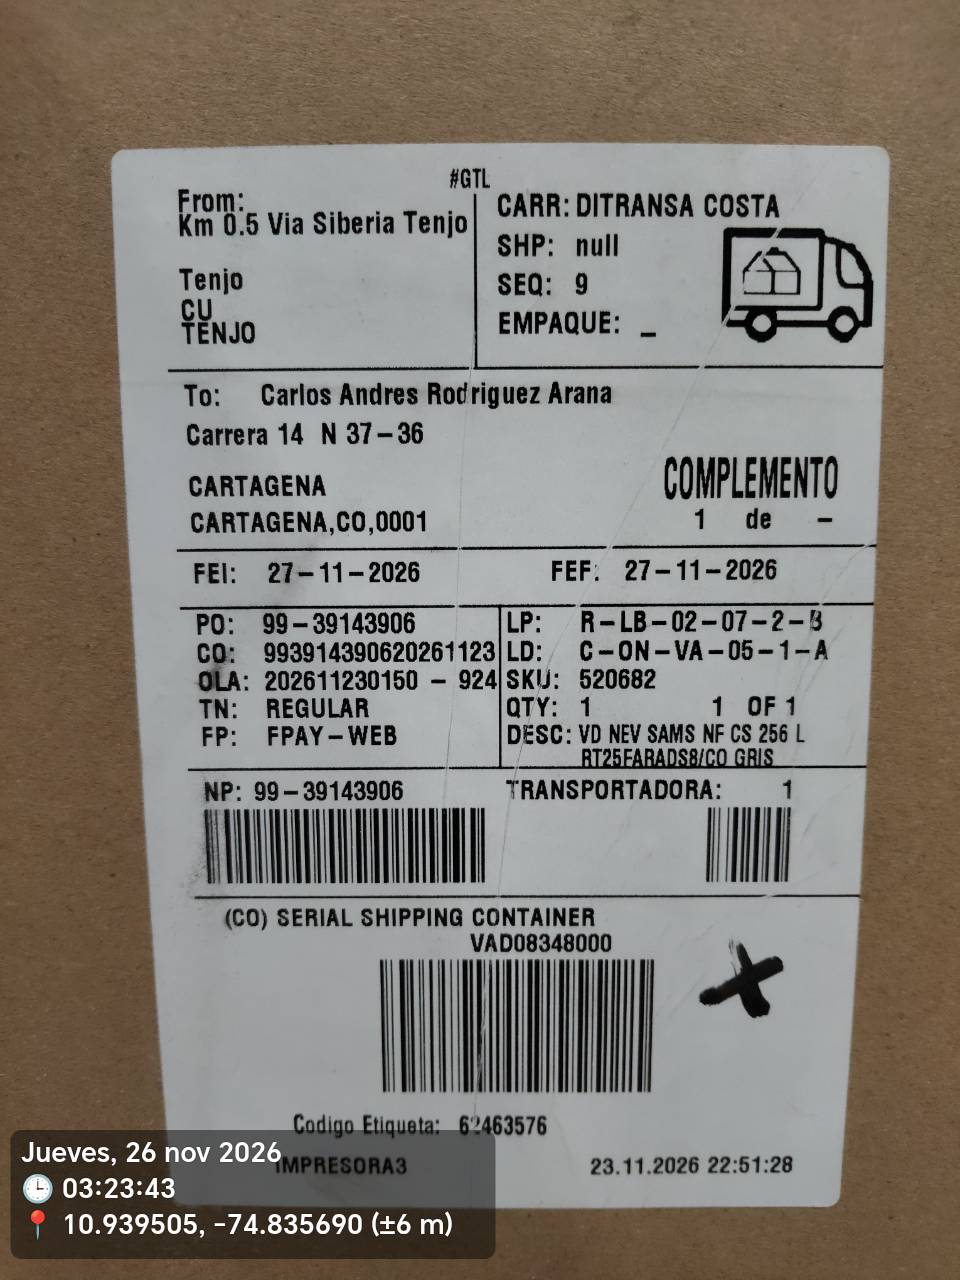 #GTL
From:
Km 0.5 Via Siberia Tenjo
Tenjo
CU
TENJO
CARR: DITRANSA COSTA
SHP: null
SEQ: 9
EMPAQUE: _
To: Carlos Andres Rodriguez Arana
Carrera 14 N 37-36
CARTAGENA
CARTAGENA,CO,0001
COMPLEMENTO
1 de -
FEI: 27-11-2026 FEF: 27-11-2026
PO: 99-39143906
CO: 993914390620261123
OLA: 202611230150 - 924
TN: REGULAR
FP: FPAY-WEB
LP: R-LB-02-07-2-B
LD: C-ON-VA-05-1-A
SKU: 520682
QTY: 1 1 OF 1
DESC: VD NEV SAMS NF CS 256 L
RT25FARADS8/CO GRIS
NP: 99-39143906
TRANSPORTADORA: 1
(CO) SERIAL SHIPPING CONTAINER
VAD08348000
Codigo Etiqueta: 62463576
IMPRESORA3 23.11.2026 22:51:28
Jueves, 26 nov 2026
03:23:43
10.939505, -74.835690 (±6 m)